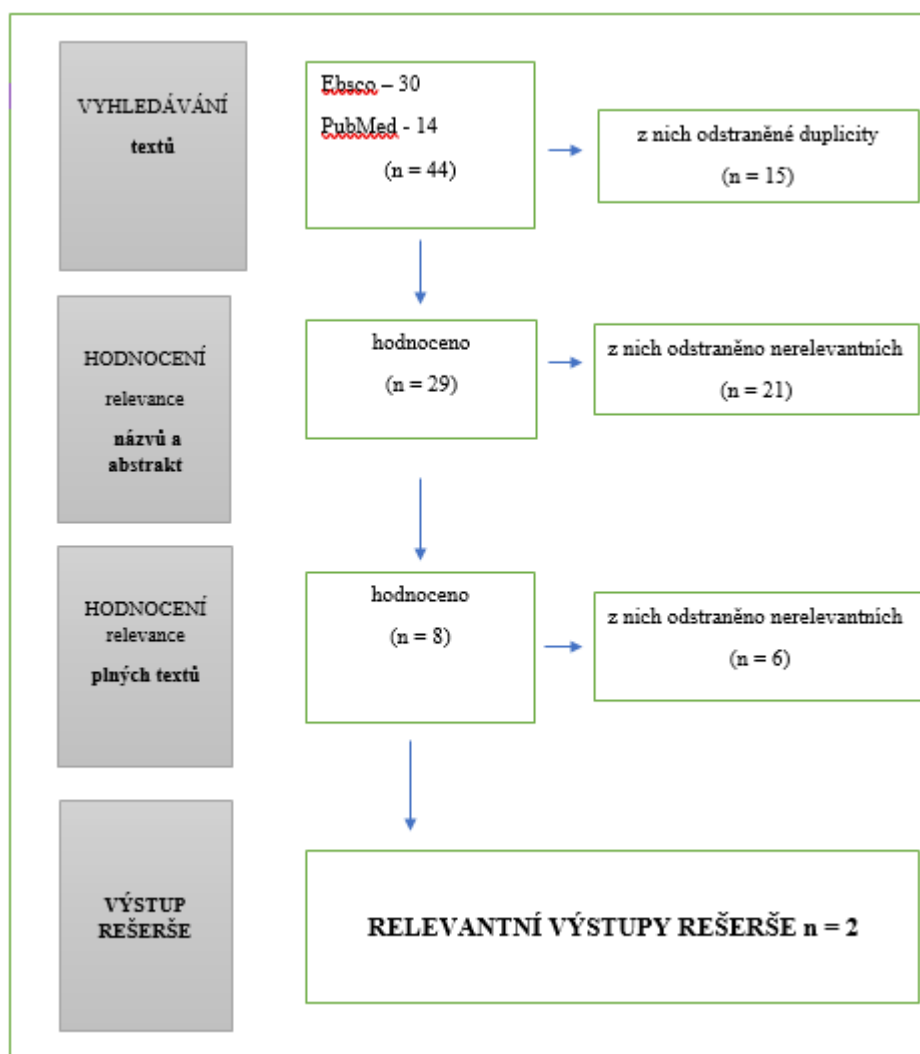 VYHLEDÁVÁNÍ
textů
Ebsco – 30
PubMed - 14
(n = 44)
z nich odstraněné duplicity
(n = 15)
HODNOCENÍ
relevance
názvů a
abstrakt
hodnoceno
(n = 29)
z nich odstraněno nerelevantních
(n = 21)
HODNOCENÍ
relevance
plných textů
hodnoceno
(n = 8)
z nich odstraněno nerelevantních
(n = 6)
VÝSTUP
REŠERŠE
RELEVANTNÍ VÝSTUPY REŠERŠE n = 2